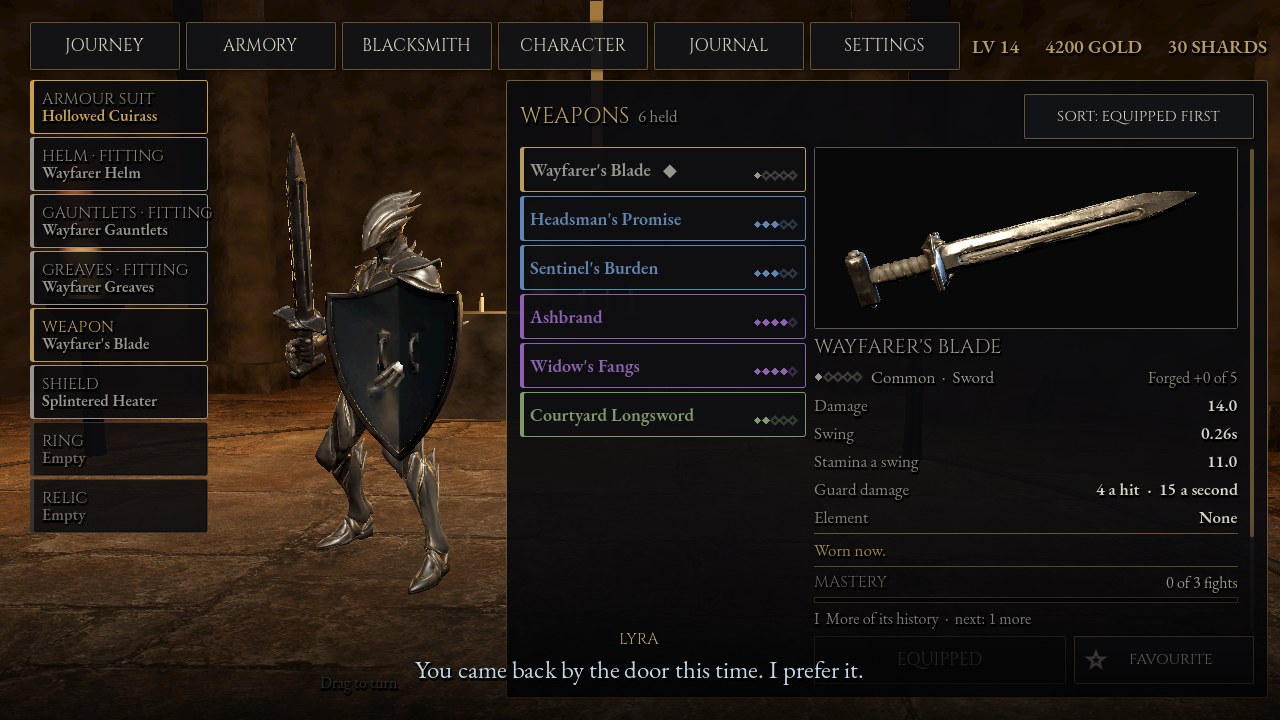 JOURNEY
ARMORY
BLACKSMITH
CHARACTER
JOURNAL
SETTINGS
LV 14
4200 GOLD
30 SHARDS
ARMOUR SUIT
Hollowed Cuirass
HELM · FITTING
Wayfarer Helm
GAUNTLETS · FITTING
Wayfarer Gauntlets
GREAVES · FITTING
Wayfarer Greaves
WEAPON
Wayfarer's Blade
SHIELD
Splintered Heater
RING
Empty
RELIC
Empty
Drag to turn
WEAPONS 6 held
SORT: EQUIPPED FIRST
Wayfarer's Blade
Headsman's Promise
Sentinel's Burden
Ashbrand
Widow's Fangs
Courtyard Longsword
WAYFARER'S BLADE
Common · Sword
Forged +0 of 5
Damage 14.0
Swing 0.26s
Stamina a swing 11.0
Guard damage 4 a hit · 15 a second
Element None
Worn now.
MASTERY 0 of 3 fights
I More of its history · next: 1 more
EQUIPPED
FAVOURITE
LYRA
You came back by the door this time. I prefer it.